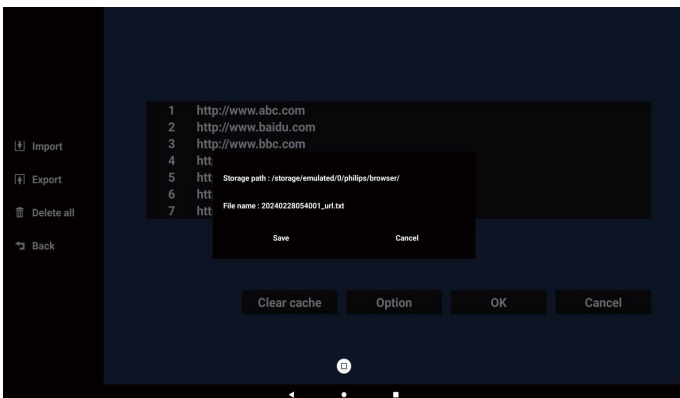 1 http://www.abc.com
2 http://www.baidu.com
3 http://www.bbc.com
4 htt
5 htt
6 htt
7 htt
Import
Export
Delete all
Back
Storage path : /storage/emulated/0/philips/browser/
File name : 20240228054001_url.txt
Save Cancel
Clear cache Option OK Cancel